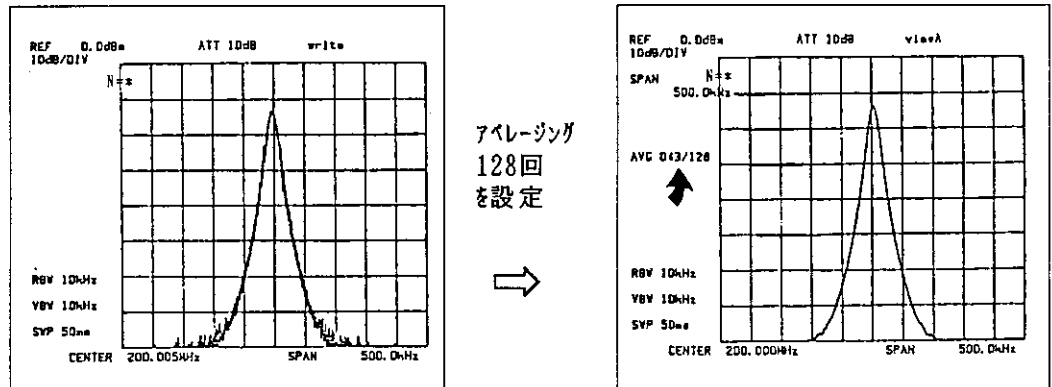 REF 0.0dBm ATT 10dB write
10dB/DIV
N=*
RBW 10kHz
VBW 10kHz
SWP 50ms
CENTER 200.005MHz SPAN 500.0kHz
アベレージング
128回
を設定
REF 0.0dBm ATT 10dB viewA
10dB/DIV
SPAN N=*
500.0kHz
AVG 043/128
RBW 10kHz
VBW 10kHz
SWP 50ms
CENTER 200.000MHz SPAN 500.0kHz